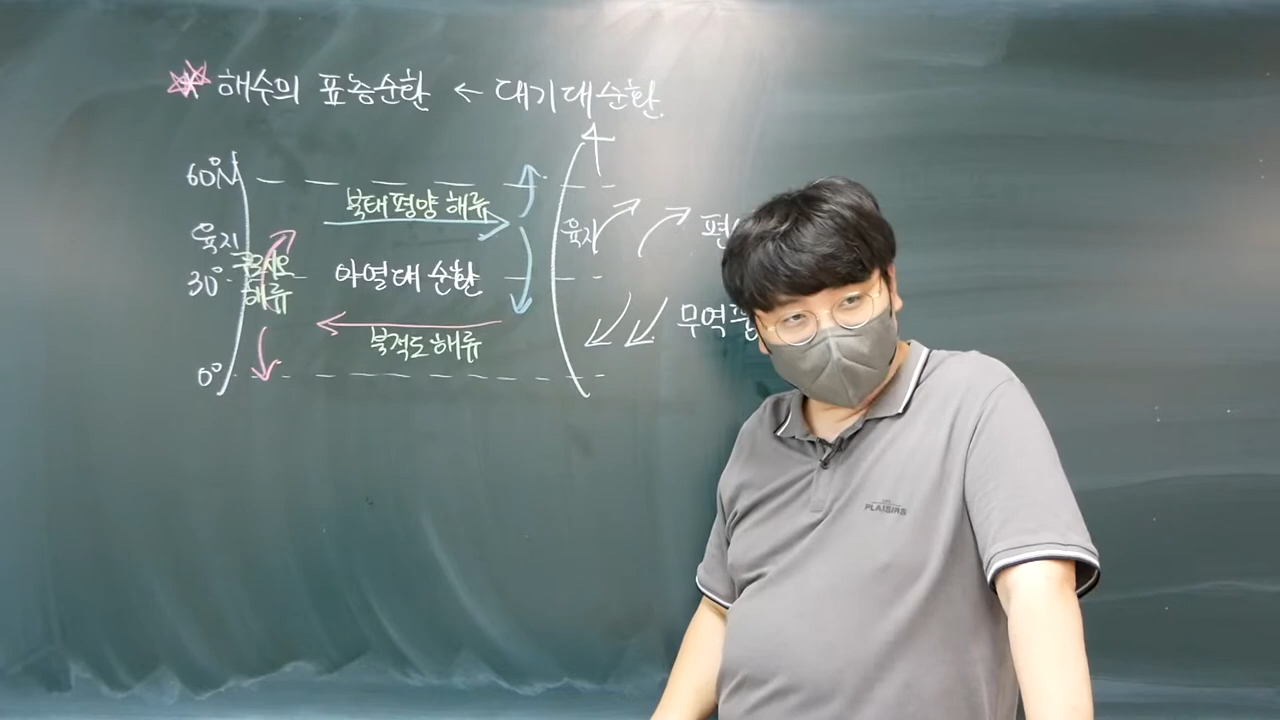 해수의 표층순환 ← 대기대순환
60°N
북태평양 해류
육지
육지
편
쿠로시오
해류
30°
아열대 순환
무역풍
북적도 해류
0°
PLAISIRS